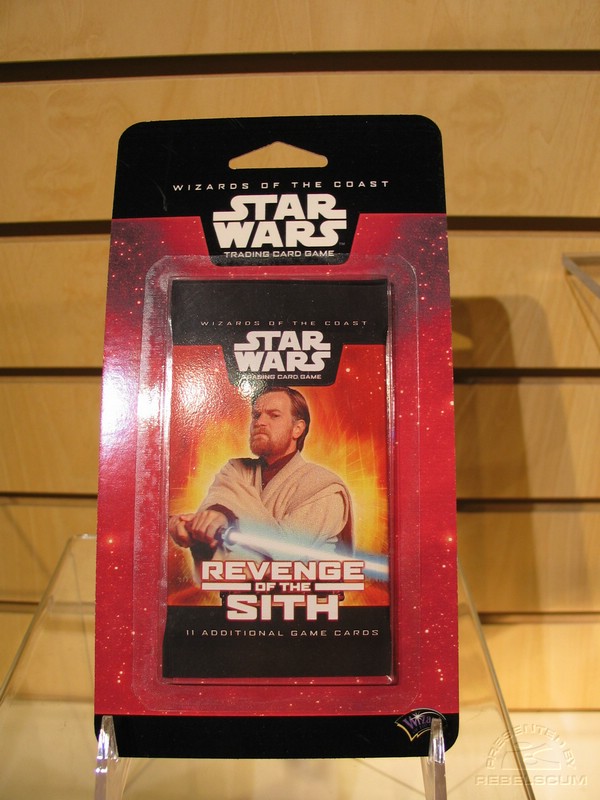 WIZARDS OF THE COAST
STAR
WARS
TRADING CARD GAME
WIZARDS OF THE COAST
STAR
WARS
TRADING CARD GAME
REVENGE
OF THE
SITH
11 ADDITIONAL GAME CARDS
PRESENTED BY
REBELSCUM